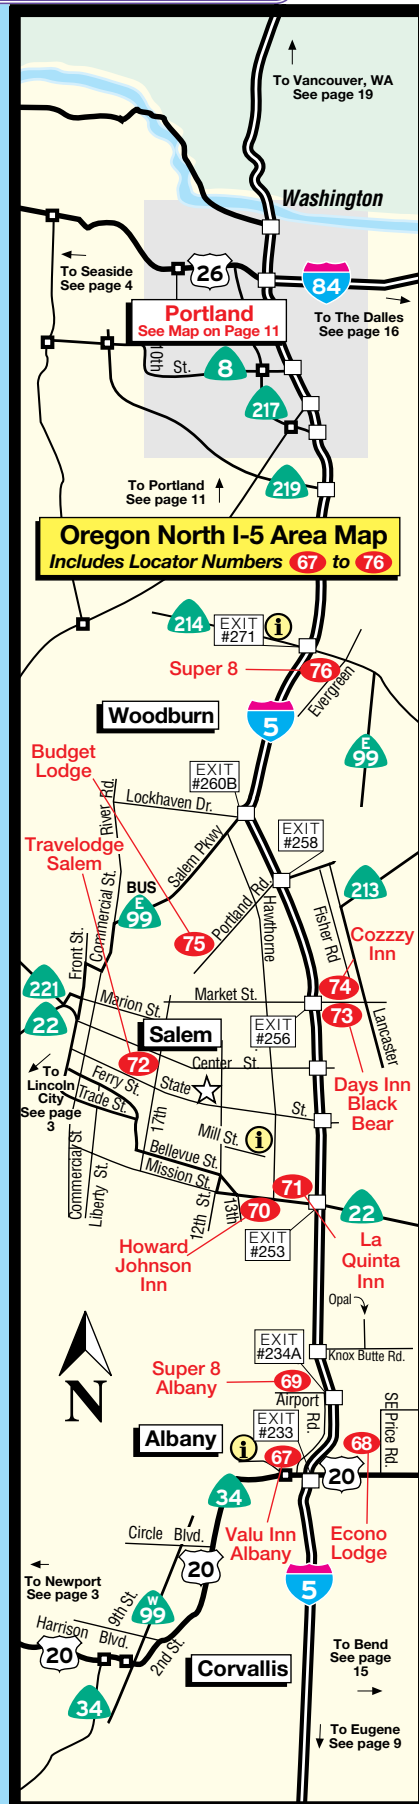 To Vancouver, WA
See page 19
Washington
To Seaside
See page 4
26
84
To The Dalles
See page 16
Portland
See Map on Page 11
10th
St.
8
217
To Portland
See page 11
219
Oregon North I-5 Area Map
Includes Locator Numbers 67 to 76
214
EXIT
#271
i
Super 8
76
Evergreen
Woodburn
5
E
99
Budget
Lodge
EXIT
#260B
River Rd.
Lockhaven Dr.
Travelodge
Salem
Commercial St.
Salem Pkwy
EXIT
#258
BUS
E
99
Portland Rd.
Hawthorne
Fisher Rd
213
75
Front St.
Cozzzy
Inn
221
22
Marion St.
Market St.
74
73
Lancaster
Salem
EXIT
#256
72
Center St.
To
Lincoln
City
See page
3
Ferry St.
State
St.
Days Inn
Black
Bear
Trade St.
17th
Mill St.
i
Bellevue St.
Mission St.
Commercial St
Liberty St.
12th St.
13th
71
70
22
EXIT
#253
Howard
Johnson
Inn
La
Quinta
Inn
Opal
EXIT
#234A
Knox Butte Rd.
N
Super 8
Albany
69
Airport
Rd.
EXIT
#233
SE Price Rd.
Albany
i
67
68
20
34
Valu Inn
Albany
Econo
Lodge
Circle Blvd.
20
5
To Newport
See page 3
9th St.
W
99
Harrison Blvd.
2nd St.
20
Corvallis
To Bend
See page
15
34
To Eugene
See page 9